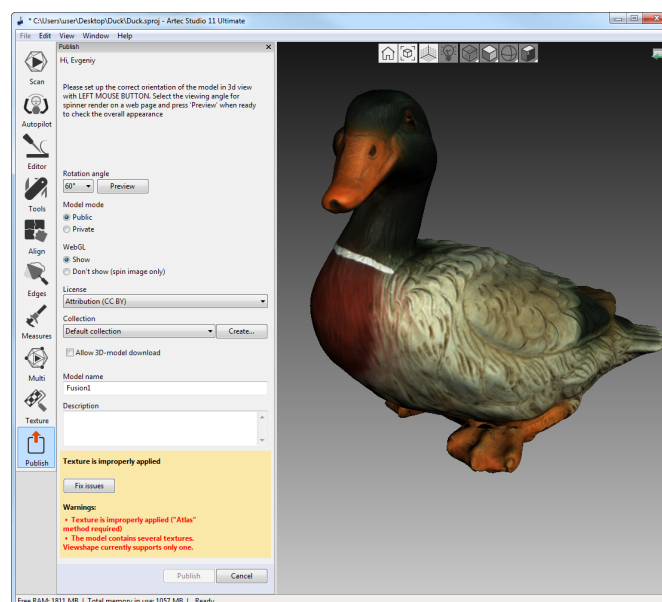 * C:\Users\user\Desktop\Duck\Duck.sproj - Artec Studio 11 Ultimate
File Edit View Window Help
Publish
Hi, Evgeniy
Scan
Please set up the correct orientation of the model in 3d view
with LEFT MOUSE BUTTON. Select the viewing angle for
spinner render on a web page and press 'Preview' when ready
to check the overall appearance
Autopilot
Editor
Rotation angle
60° Preview
Tools
Model mode
Public
Private
Align
WebGL
Show
Don't show (spin image only)
Edges
License
Attribution (CC BY)
Collection
Default collection Create...
Measures
Allow 3D-model download
Multi
Model name
Fusion1
Description
Texture
Publish
Texture is improperly applied
Fix issues
Warnings:
• Texture is improperly applied ("Atlas"
method required)
• The model contains several textures.
Viewshape currently supports only one.
Publish Cancel
Free RAM: 1811 MB | Total memory in use: 1057 MB | Ready